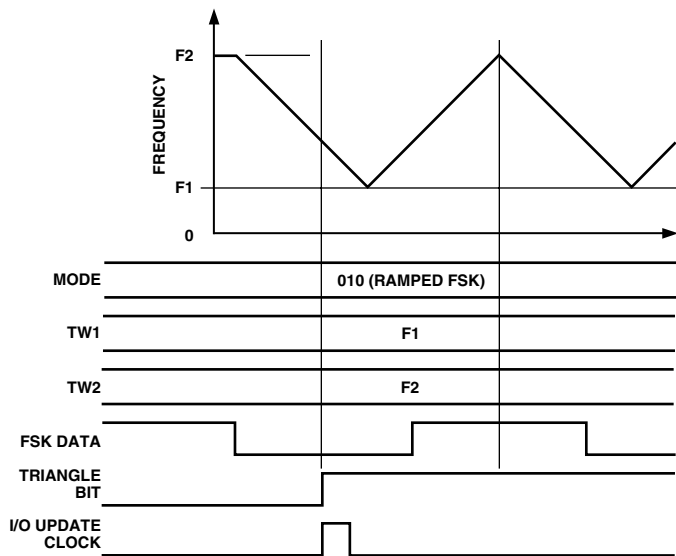 F2
FREQUENCY
F1
0
MODE
010 (RAMPED FSK)
TW1
F1
TW2
F2
FSK DATA
TRIANGLE
BIT
I/O UPDATE
CLOCK